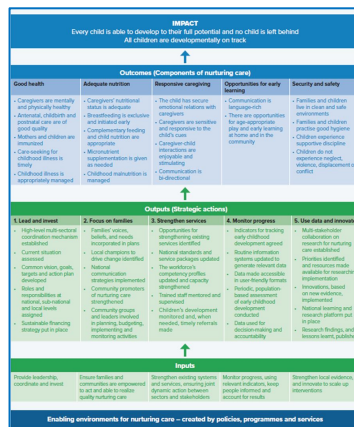 IMPACT
Every child is able to develop to their full potential and no child is left behind
All children are developmentally on track
Outcomes (Components of nurturing care)
Good health
• Caregivers are mentally
and physically healthy
• Antenatal, childbirth and
postnatal care are of
good quality
• Mothers and children are
immunized
• Care-seeking for
childhood illness is
timely
• Childhood illness is
appropriately managed
Adequate nutrition
• Caregivers' nutritional
status is adequate
• Breastfeeding is exclusive
and initiated early
• Complementary feeding
and child nutrition are
appropriate
• Micronutrient
supplementation is given
as needed
• Childhood malnutrition is
managed
Responsive caregiving
• The child has secure
emotional relations with
caregivers
• Caregivers are sensitive
and responsive to the
child's cues
• Caregiver-child
interactions are
enjoyable and
stimulating
• Communication is
bi-directional
Opportunities for early
learning
• Communication is
language-rich
• There are opportunities
for age-appropriate
play and early learning
at home and in the
community
Security and safety
• Families and children
live in clean and safe
environments
• Families and children
practise good hygiene
• Children experience
supportive discipline
• Children do not
experience neglect,
violence, displacement o
conflict
Outputs (Strategic actions)
1. Lead and invest
• High-level multi-sectoral
coordination mechanism
established
• Current situation
assessed
• Common vision, goals,
targets and action plan
developed
• Roles and
responsibilities at
national, sub-national
and local levels
assigned
• Sustainable financing
strategy put in place
2. Focus on families
• Families' voices,
beliefs, and needs
incorporated in plans
• Local champions to
drive change identified
• National
communication
strategies implemented
• Community promoters
of nurturing care
strengthened
• Community groups
and leaders involved
in planning, budgeting,
implementing and
monitoring activities
3. Strengthen services
• Opportunities for
strengthening existing
services identified
• National standards and
service packages updated
• The workforce's
competency profiles
updated and capacity
strengthened
• Trained staff mentored and
supervised
• Children's development
monitored and, when
needed, timely referrals
made
4. Monitor progress
• Indicators for tracking
early childhood
development agreed
• Routine information
systems updated to
generate relevant data
• Data made accessible
in user-friendly formats
• Periodic, population-
based assessment
of early childhood
development
conducted
• Data used for
decision-making and
accountability
5. Use data and innovate
• Multi-stakeholder
collaboration on
research for nurturing
care established
• Priorities identified
and resources made
available for research
implementation
• Innovations, based
on new evidence,
implemented
• National learning and
research platform put
in place
• Research findings, and
lessons learnt, publishe
Inputs
Provide leadership,
coordinate and invest
Ensure families and
communities are empowered
to act and able to realize
quality nurturing care
Strengthen existing systems
and services, ensuring joint
dynamic action between
sectors and stakeholders
Monitor progress, using
relevant indicators, keep
people informed and
account for results
Strengthen local evidence,
and innovate to scale up
interventions
Enabling environments for nurturing care – created by policies, programmes and services